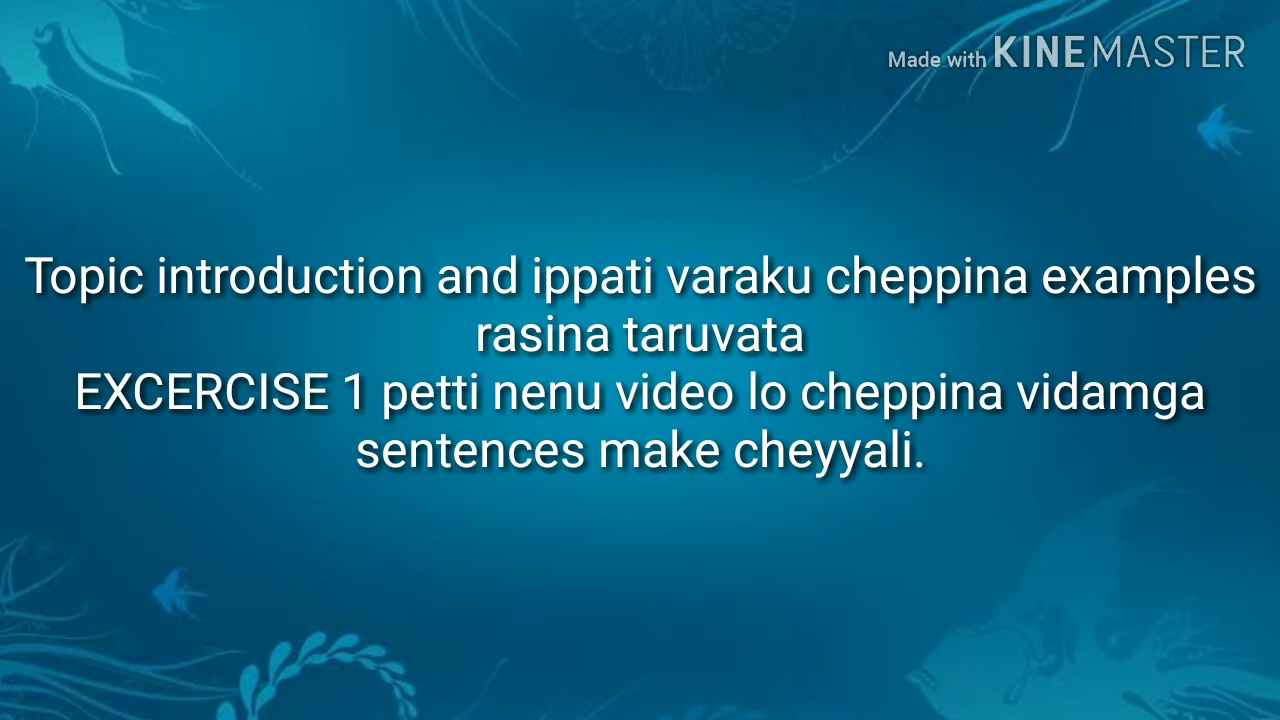 Made with KINEMASTER
Topic introduction and ippati varaku cheppina examples
rasina taruvata
EXCERCISE 1 petti nenu video lo cheppina vidamga
sentences make cheyyali.